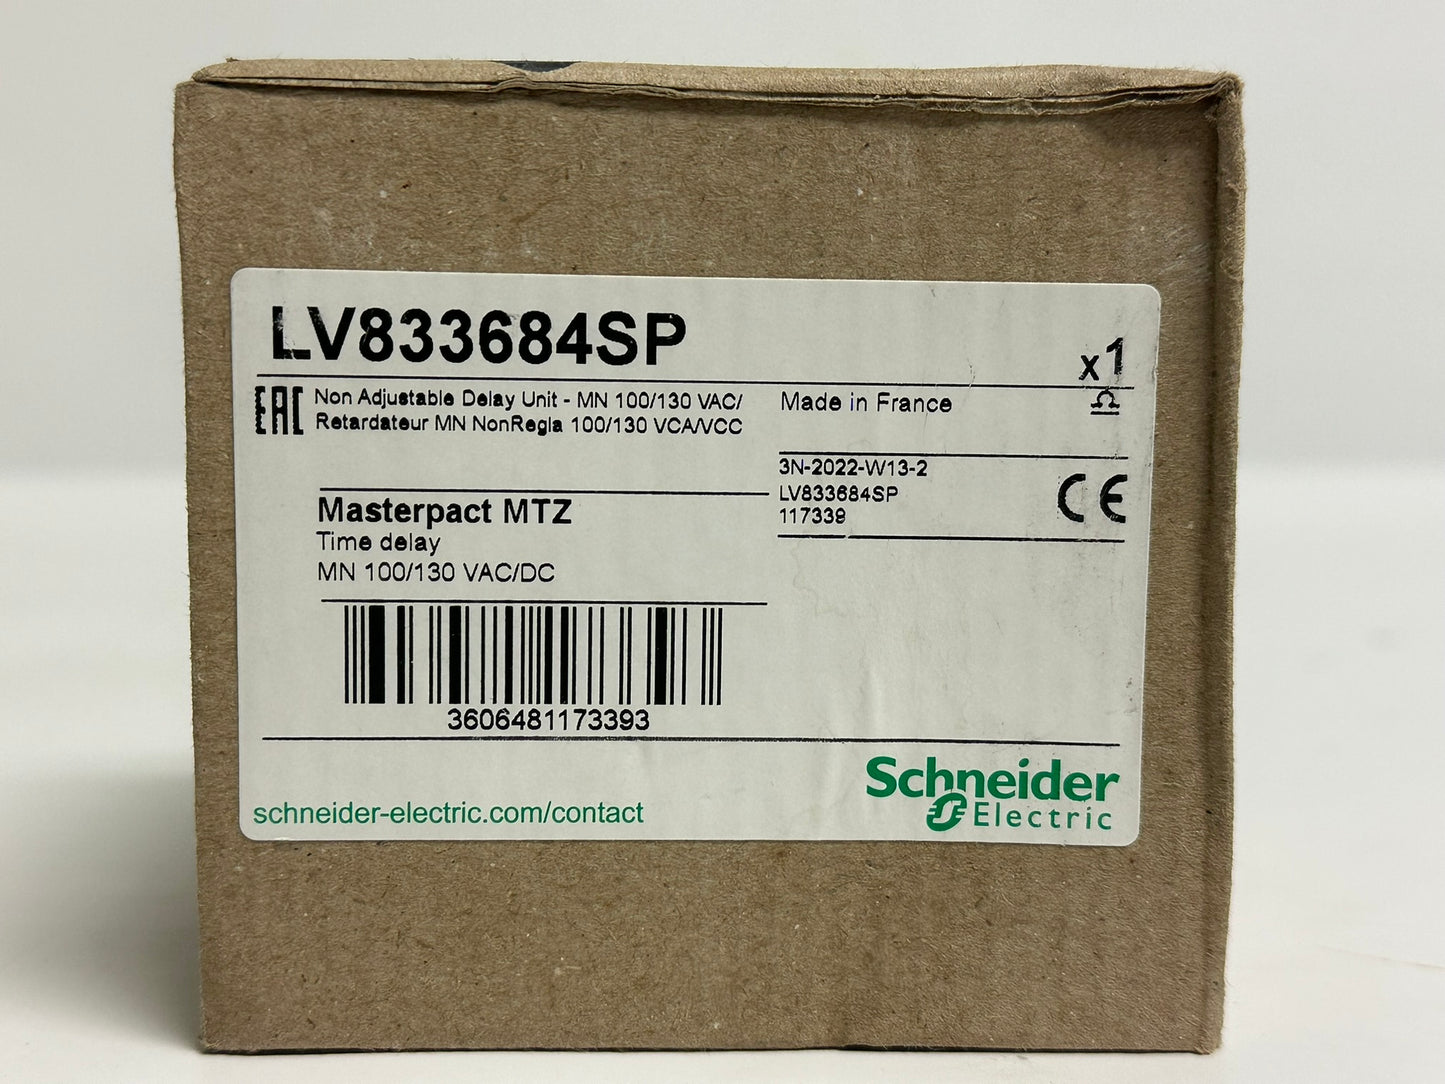 LV833684SP
x1
EAC
Non Adjustable Delay Unit - MN 100/130 VAC/
Retardateur MN NonRegla 100/130 VCA/VCC
Made in France
3N-2022-W13-2
LV833684SP
117339
CE
Masterpact MTZ
Time delay
MN 100/130 VAC/DC
3606481173393
schneider-electric.com/contact
Schneider
Electric